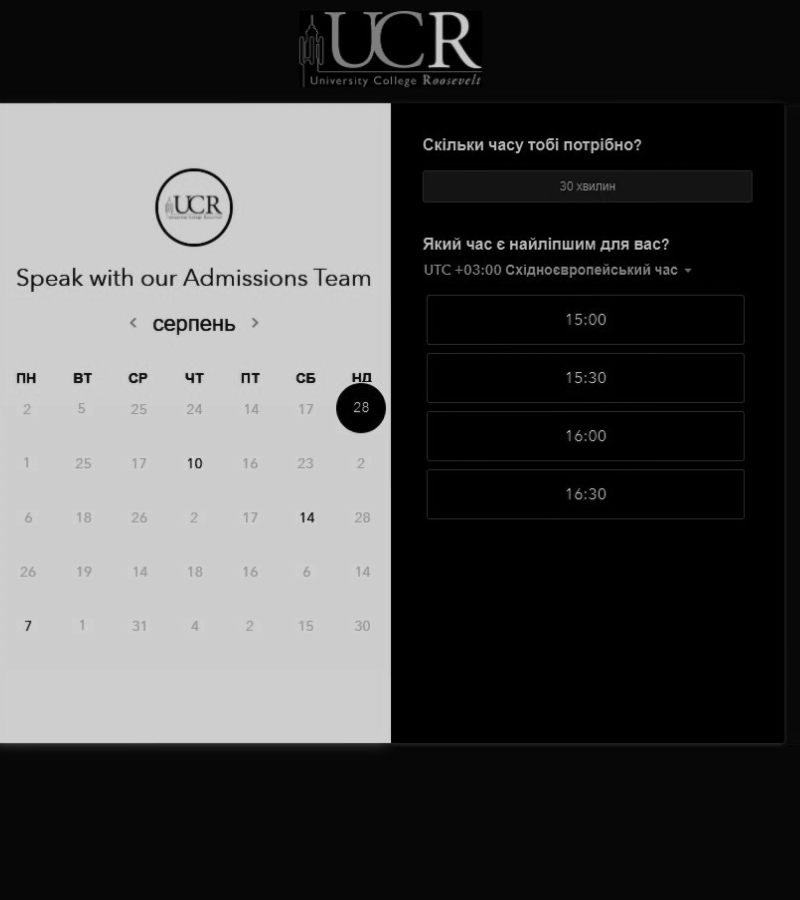 UCR
University College Roosevelt
UCR
Speak with our Admissions Team
серпень
ПН ВТ СР ЧТ ПТ СБ НД
2 5 25 24 14 17 28
1 25 17 10 16 23 2
6 18 26 2 17 14 28
26 19 14 18 16 6 14
7 1 31 4 2 15 30
Скільки часу тобі потрібно?
30 хвилин
Який час є найліпшим для вас?
UTC +03:00 Східноєвропейський час
15:00
15:30
16:00
16:30